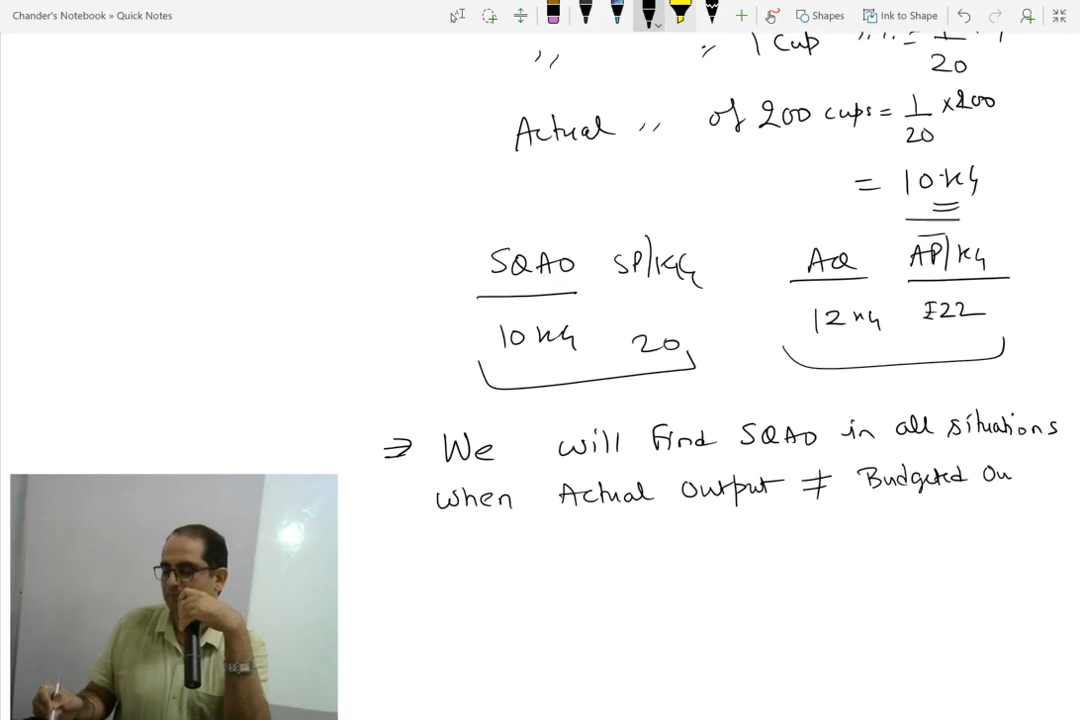 Chander's Notebook » Quick Notes
Shapes
Ink to Shape
,, ,, 1 Cup ,, = 1
20
Actual ,, of 200 cups = 1/20 × 200
= 10 KG
SQAO SP/KG AQ AP/KG
10 KG 20 12 KG ₹22
⇒ We will find SQAO in all situations
when Actual output ≠ Budgeted Ou